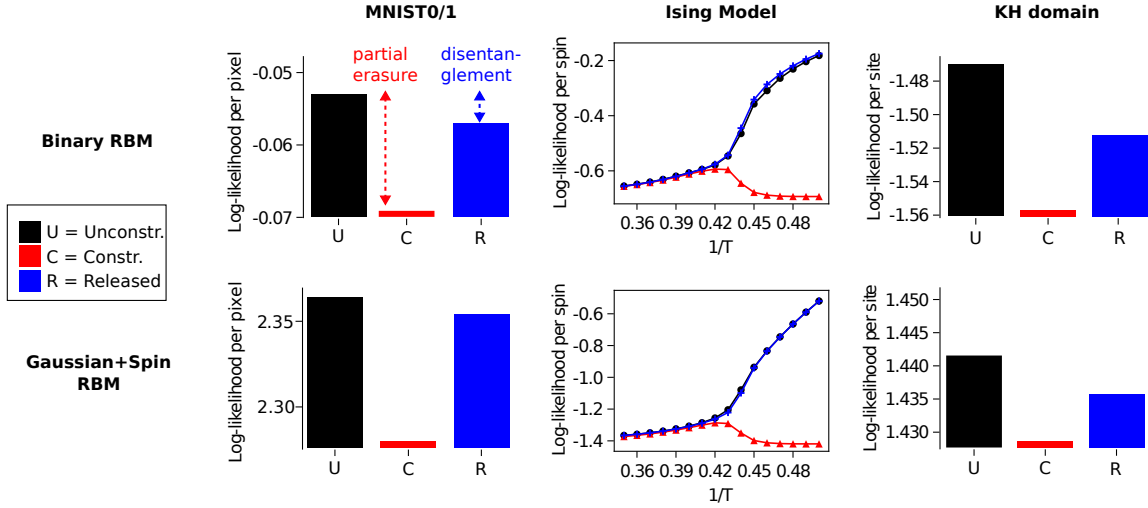 MNIST0/1
Ising Model
KH domain
Binary RBM
Log-likelihood per pixel
-0.05
-0.06
-0.07
partial
erasure
disentan-
glement
U
C
R
Log-likelihood per spin
-0.2
-0.4
-0.6
0.36
0.39
0.42
0.45
0.48
1/T
Log-likelihood per site
-1.48
-1.50
-1.52
-1.54
-1.56
U
C
R
U = Unconstr.
C = Constr.
R = Released
Gaussian+Spin
RBM
Log-likelihood per pixel
2.35
2.30
U
C
R
Log-likelihood per spin
-0.6
-0.8
-1.0
-1.2
-1.4
0.36
0.39
0.42
0.45
0.48
1/T
Log-likelihood per site
1.450
1.445
1.440
1.435
1.430
U
C
R